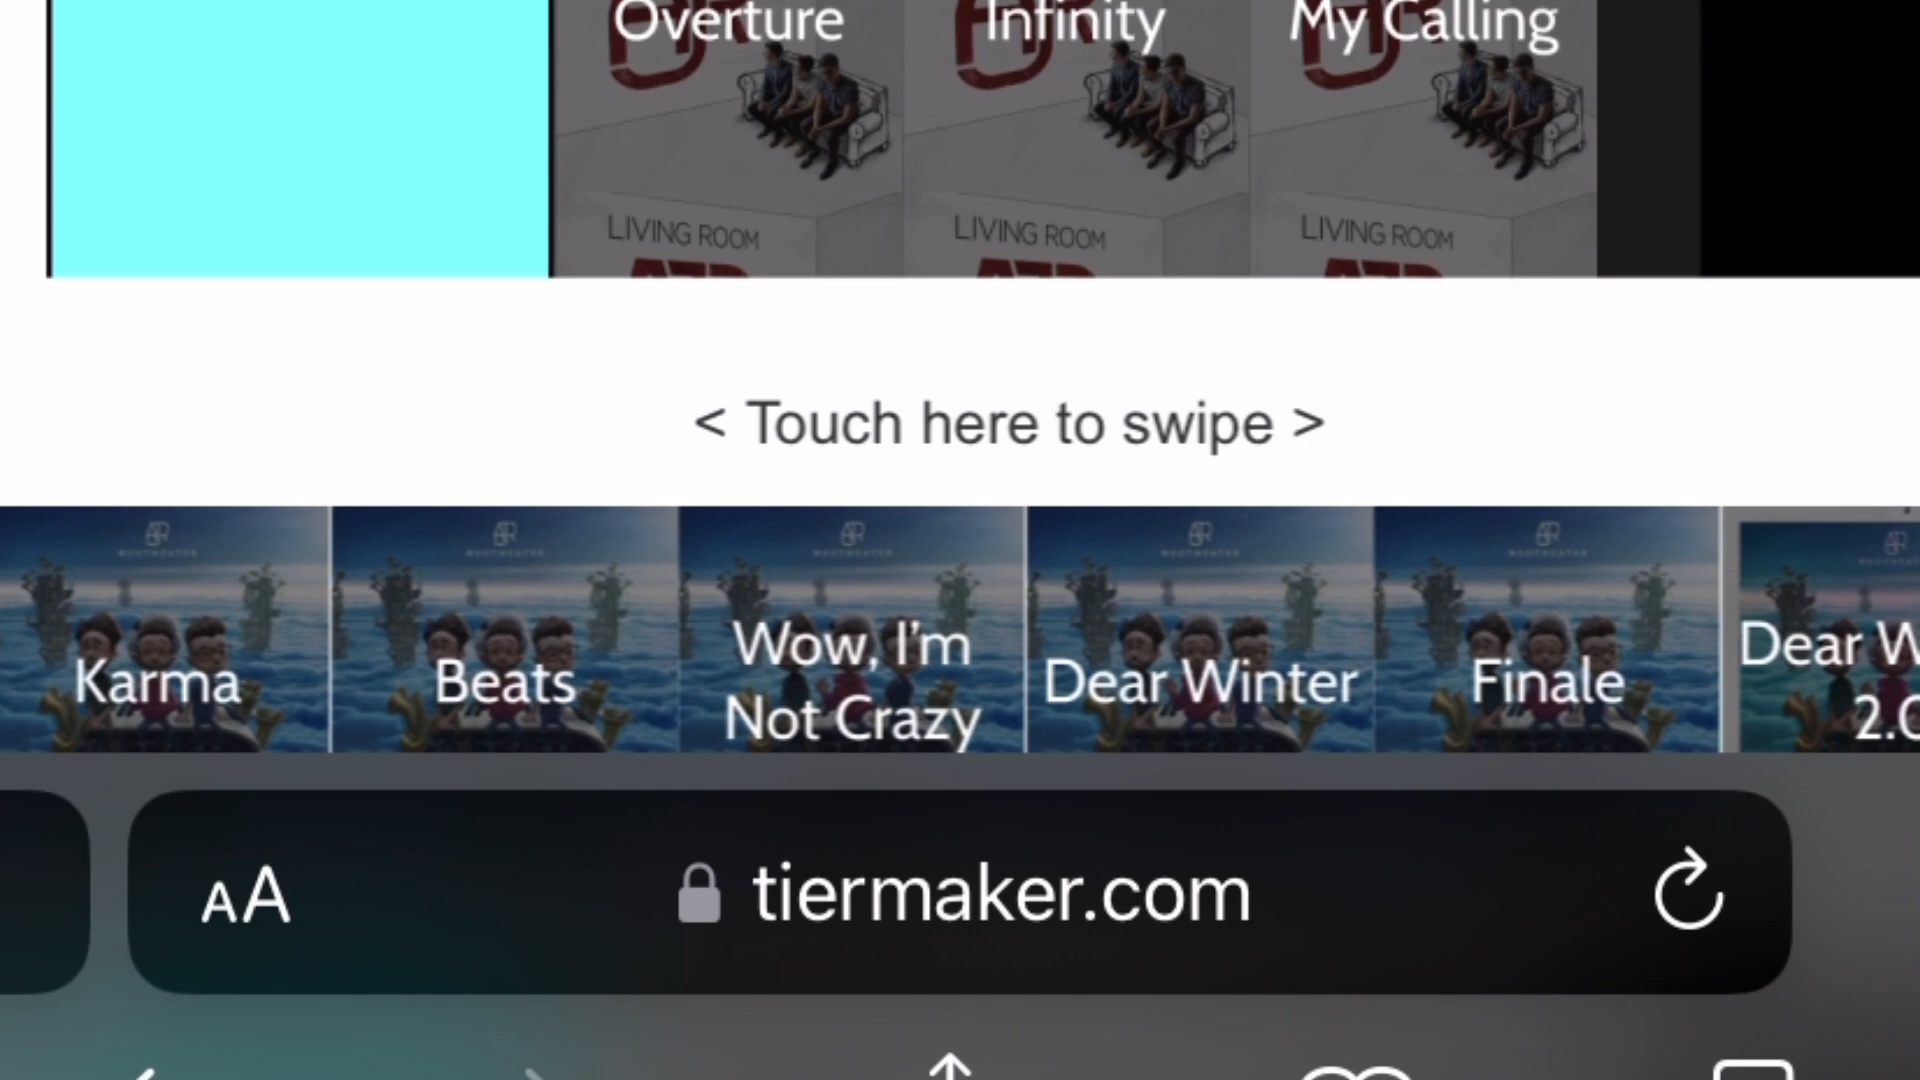 Overture
Infinity
My Calling
LIVING ROOM
LIVING ROOM
LIVING ROOM
< Touch here to swipe >
Karma
Beats
Wow, I'm
Not Crazy
Dear Winter
Finale
Dear W
2.0
AA
tiermaker.com